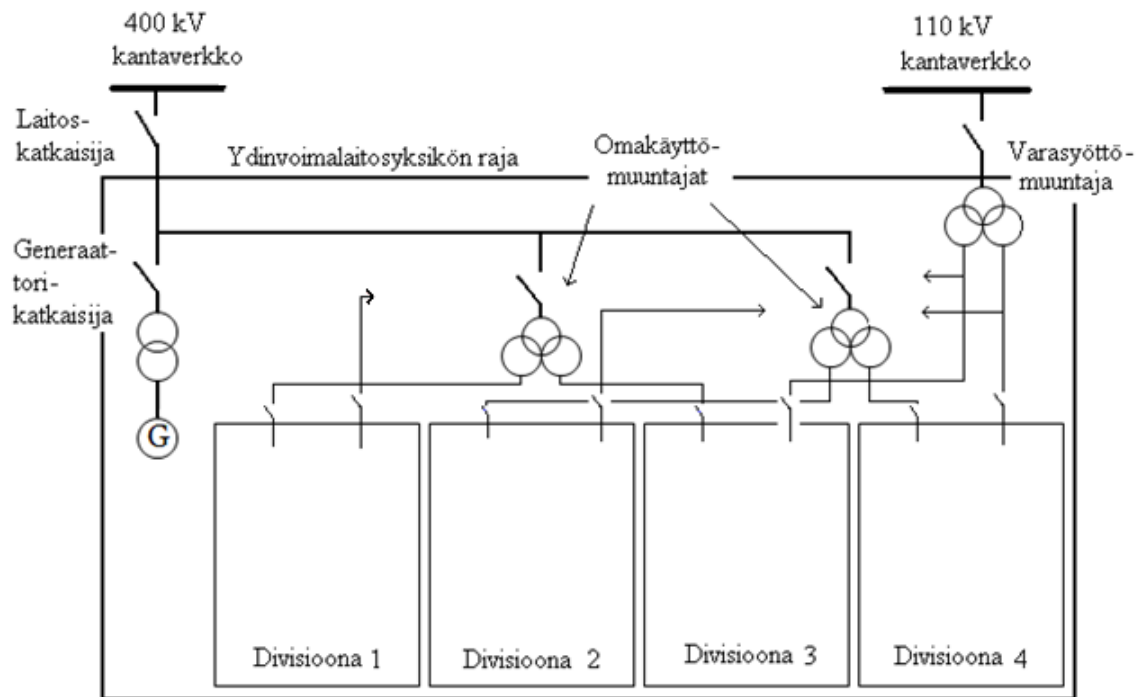 400 kV
kantaverkko
110 kV
kantaverkko
Laitos-
katkaisija
Ydinvoimalaitosyksikön raja
Omakäyttö-
muuntajat
Varasyöttö-
muuntaja
Generaat-
tori-
katkaisija
G
Divisioona 1
Divisioona 2
Divisioona 3
Divisioona 4